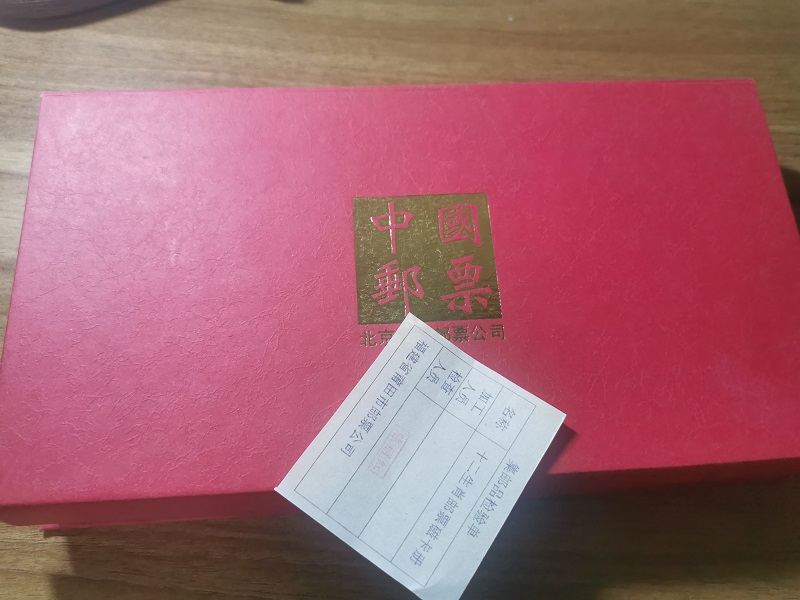 中國
郵票
北京 邮票公司
集邮品检验单
名称 十二生肖邮票磁卡册
加工
人员
检查
人员
福建省莆田市邮票公司